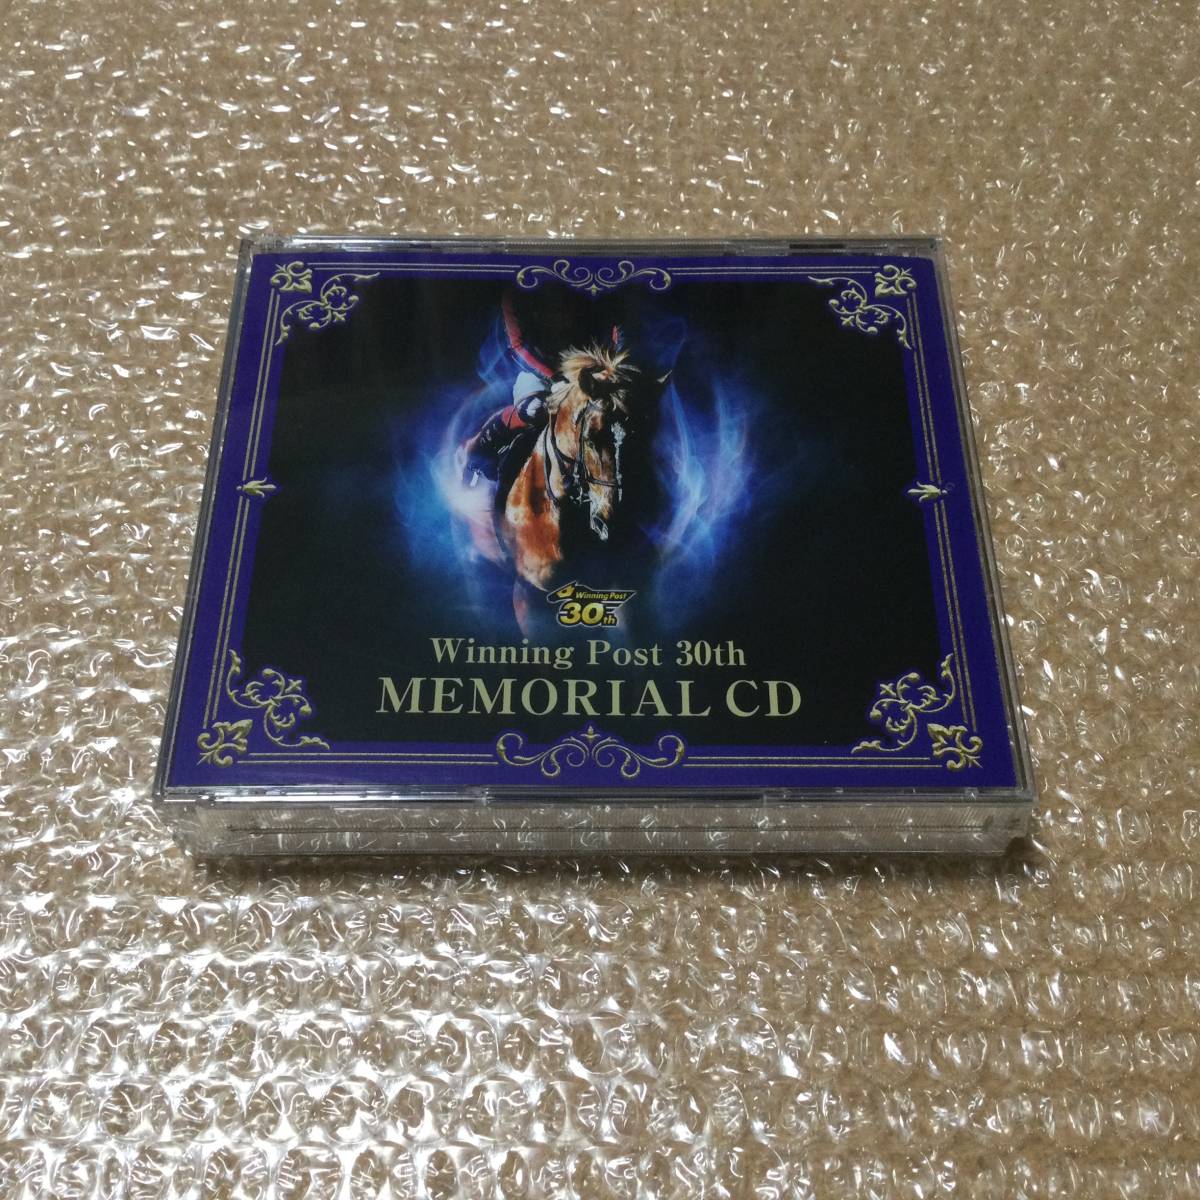 Winning Post
30th
Winning Post 30th
MEMORIAL CD